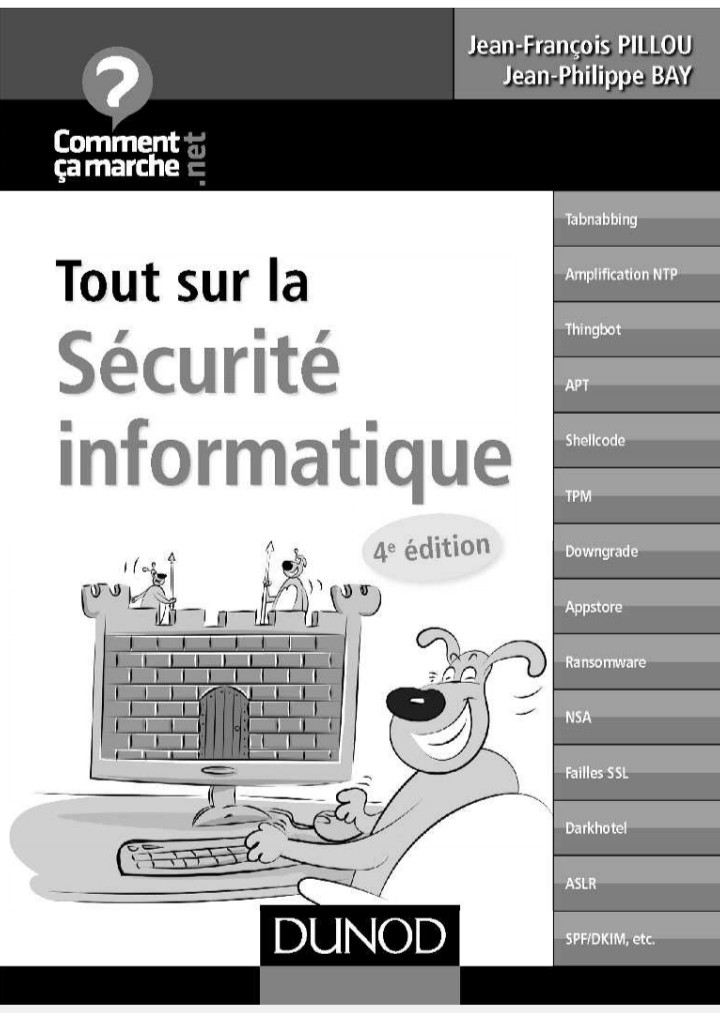 Jean-François PILLOU
Jean-Philippe BAY
?
Comment
ça marche
.net
Tout sur la
Sécurité
informatique
4e édition
Tabnabbing
Amplification NTP
Thingbot
APT
Shellcode
TPM
Downgrade
Appstore
Ransomware
NSA
Failles SSL
Darkhotel
ASLR
SPF/DKIM, etc.
DUNOD